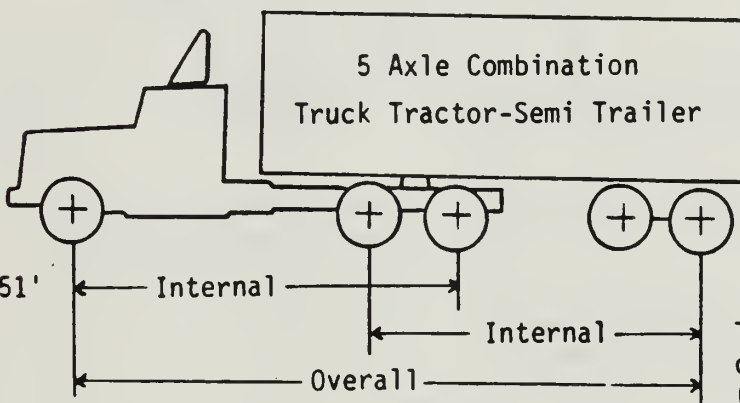 5 Axle Combination
Truck Tractor-Semi Trailer
51'
Internal
Internal
Overall